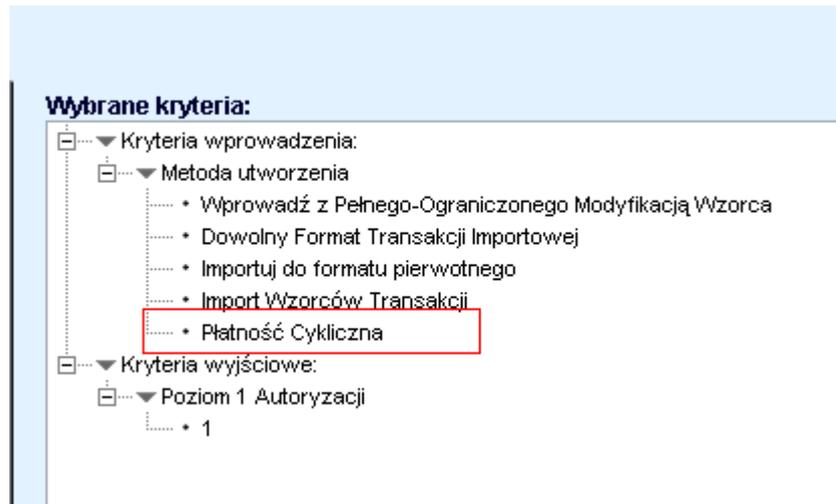 Wybrane kryteria:
Kryteria wprowadzenia:
Metoda utworzenia
• Wprowadź z Pełnego-Ograniczonego Modyfikacją Wzorca
• Dowolny Format Transakcji Importowej
• Importuj do formatu pierwotnego
• Import Wzorców Transakcji
• Płatność Cykliczna
Kryteria wyjściowe:
Poziom 1 Autoryzacji
• 1